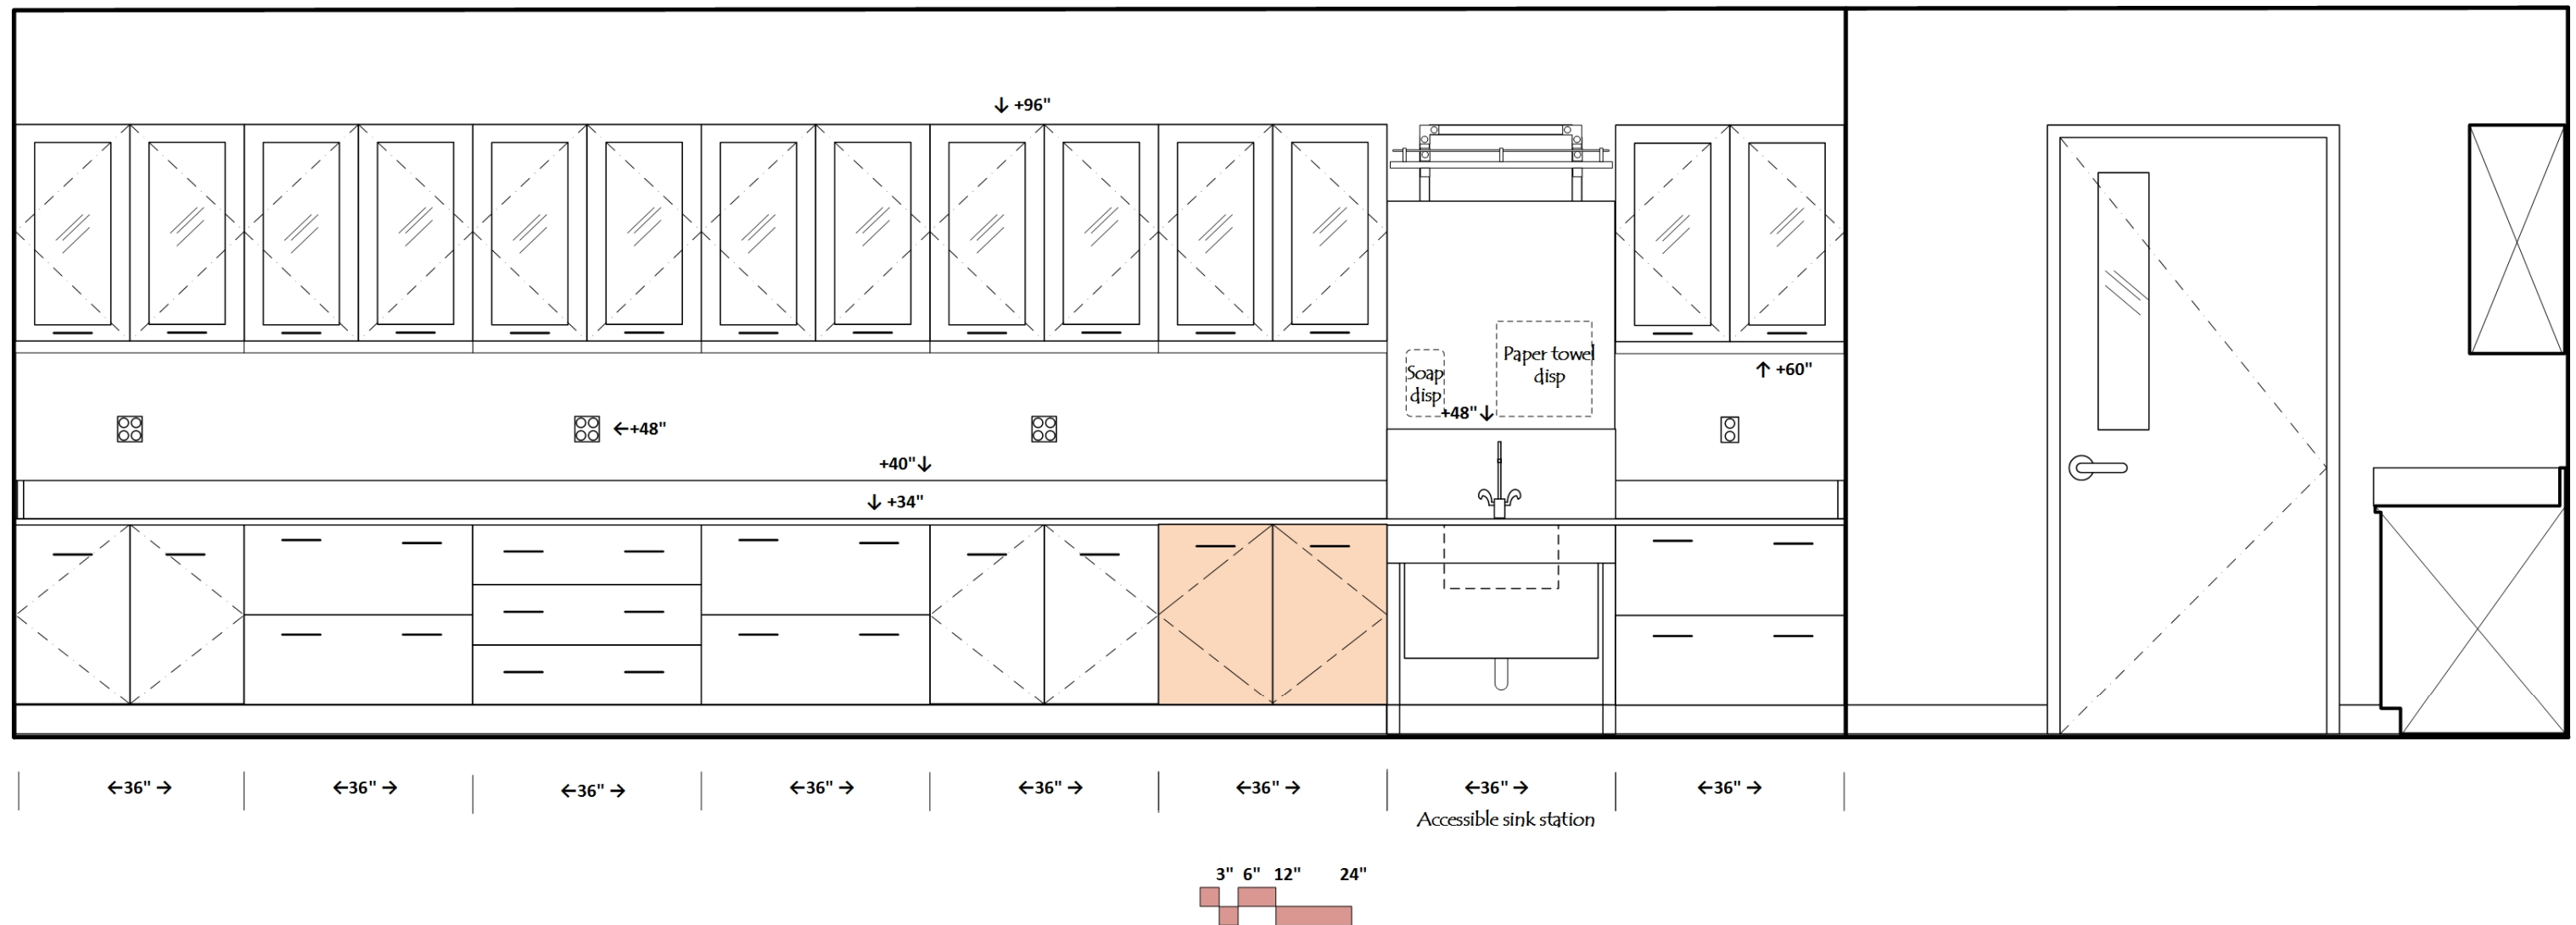 ↓ +96"
Soap
disp
Paper towel
disp
↑ +60"
←+48"
+48"↓
+40"↓
↓ +34"
←36" →
←36" →
←36" →
←36" →
←36" →
←36" →
←36" →
←36" →
Accessible sink station
3" 6" 12" 24"